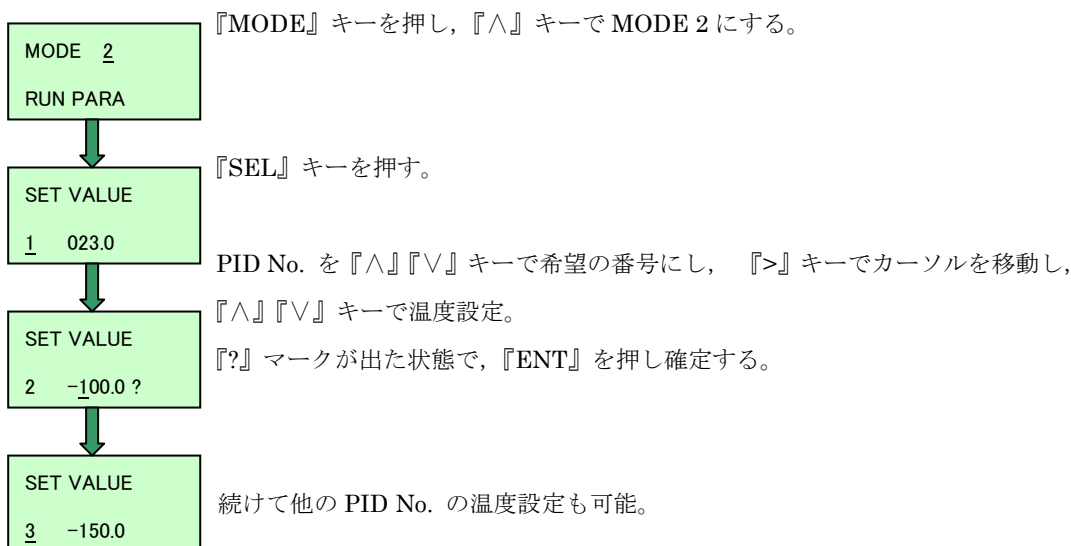 『MODE』キーを押し,『∧』キーで MODE 2 にする。
MODE 2
RUN PARA
『SEL』キーを押す。
SET VALUE
1 023.0
PID No. を『∧』『∨』キーで希望の番号にし, 『>』キーでカーソルを移動し,
『∧』『∨』キーで温度設定。
SET VALUE
『?』マークが出た状態で,『ENT』を押し確定する。
2 -100.0 ?
SET VALUE
続けて他の PID No. の温度設定も可能。
3 -150.0